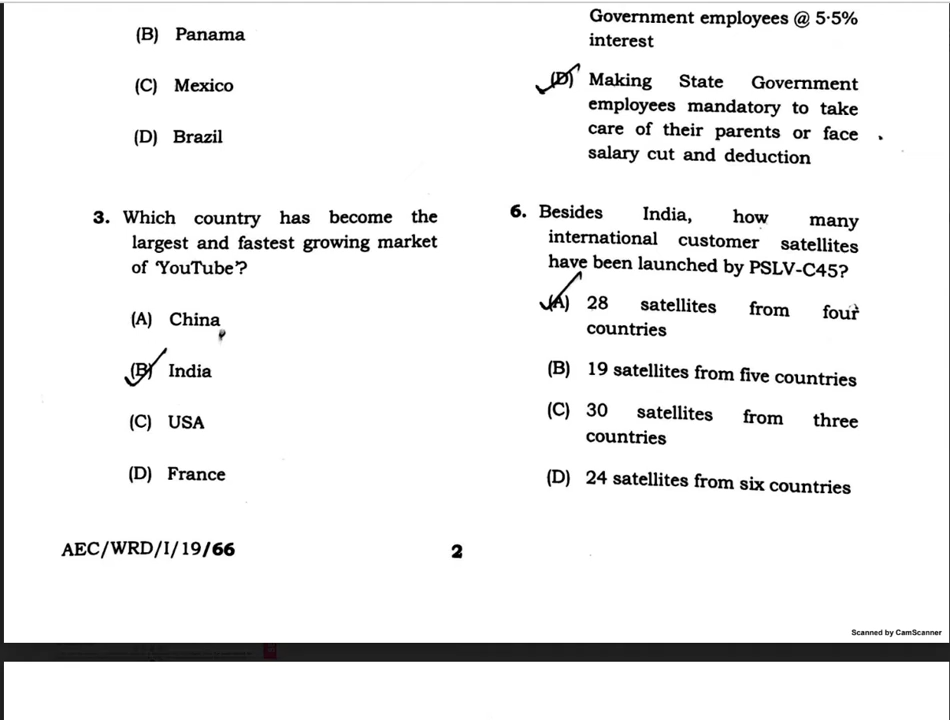 (B) Panama
(C) Mexico
(D) Brazil
3. Which country has become the
largest and fastest growing market
of 'YouTube'?
(A) China
(B) India
(C) USA
(D) France
Government employees @ 5·5%
interest
(D) Making State Government
employees mandatory to take
care of their parents or face
salary cut and deduction
6. Besides India, how many
international customer satellites
have been launched by PSLV-C45?
(A) 28 satellites from four
countries
(B) 19 satellites from five countries
(C) 30 satellites from three
countries
(D) 24 satellites from six countries
AEC/WRD/I/19/66
2
Scanned by CamScanner